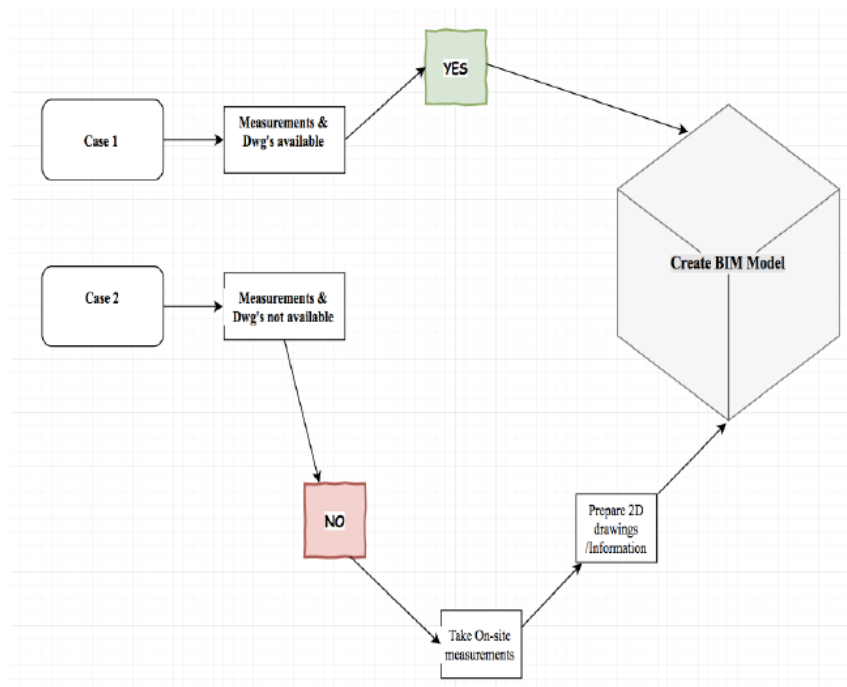 YES
Case 1
Measurements &
Dwg's available
Create BIM Model
Case 2
Measurements &
Dwg's not available
NO
Prepare 2D
drawings
/Information
Take On-site
measurements